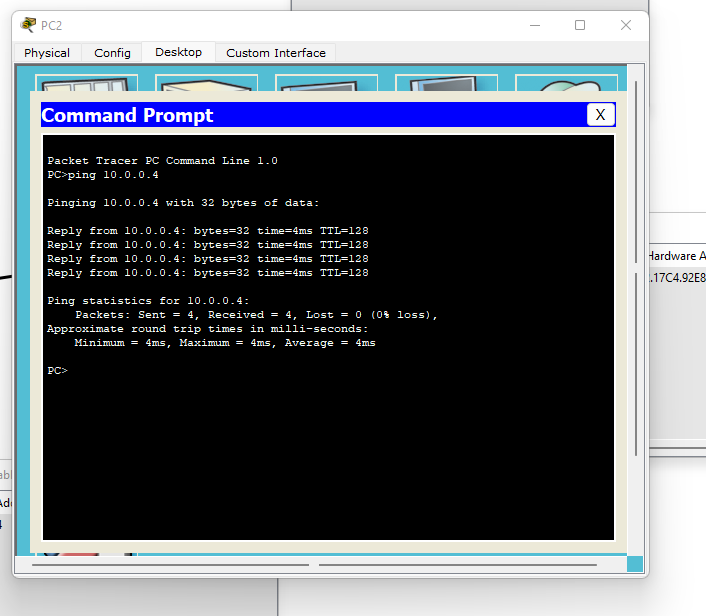 PC2
Physical Config Desktop Custom Interface
Command Prompt X
Packet Tracer PC Command Line 1.0
PC>ping 10.0.0.4
Pinging 10.0.0.4 with 32 bytes of data:
Reply from 10.0.0.4: bytes=32 time=4ms TTL=128
Reply from 10.0.0.4: bytes=32 time=4ms TTL=128
Reply from 10.0.0.4: bytes=32 time=4ms TTL=128
Reply from 10.0.0.4: bytes=32 time=4ms TTL=128
Ping statistics for 10.0.0.4:
Packets: Sent = 4, Received = 4, Lost = 0 (0% loss),
Approximate round trip times in milli-seconds:
Minimum = 4ms, Maximum = 4ms, Average = 4ms
PC>
Hardware A
.17C4.92E8